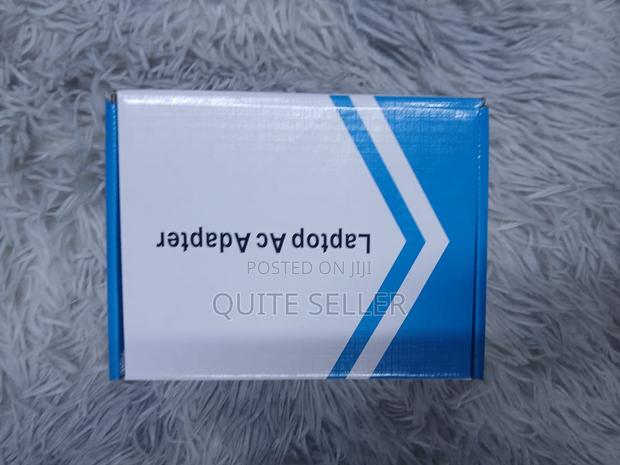 Laptop Ac Adapter
POSTED ON JIJI
QUITE SELLER